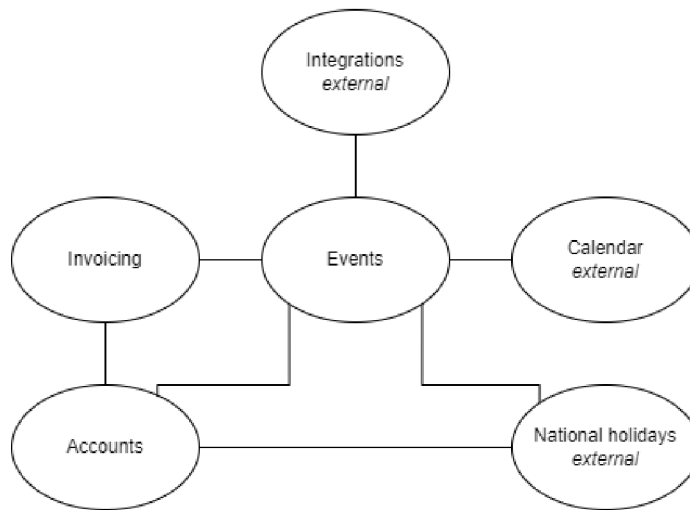 Integrations
external
Invoicing
Events
Calendar
external
Accounts
National holidays
external